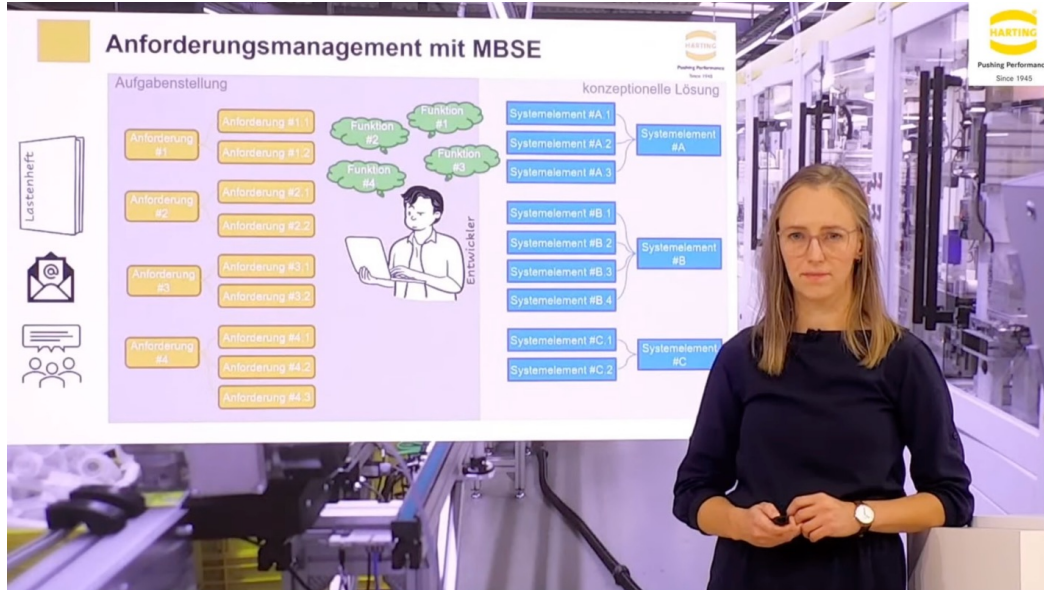 Anforderungsmanagement mit MBSE
HARTING
Pushing Performance
Since 1945
HARTING
Pushing Performanc
Since 1945
Aufgabenstellung
konzeptionelle Lösung
Lastenheft
@
Anforderung
#1
Anforderung #1.1
Anforderung #1.2
Anforderung
#2
Anforderung #2.1
Anforderung #2.2
Anforderung
#3
Anforderung #3.1
Anforderung #3.2
Anforderung
#4
Anforderung #4.1
Anforderung #4.2
Anforderung #4.3
Funktion
#1
Funktion
#2
Funktion
#3
Funktion
#4
Entwickler
Systemelement #A.1
Systemelement #A.2
Systemelement #A.3
Systemelement
#A
Systemelement #B.1
Systemelement #B.2
Systemelement #B.3
Systemelement #B.4
Systemelement
#B
Systemelement #C.1
Systemelement #C.2
Systemelement
#C